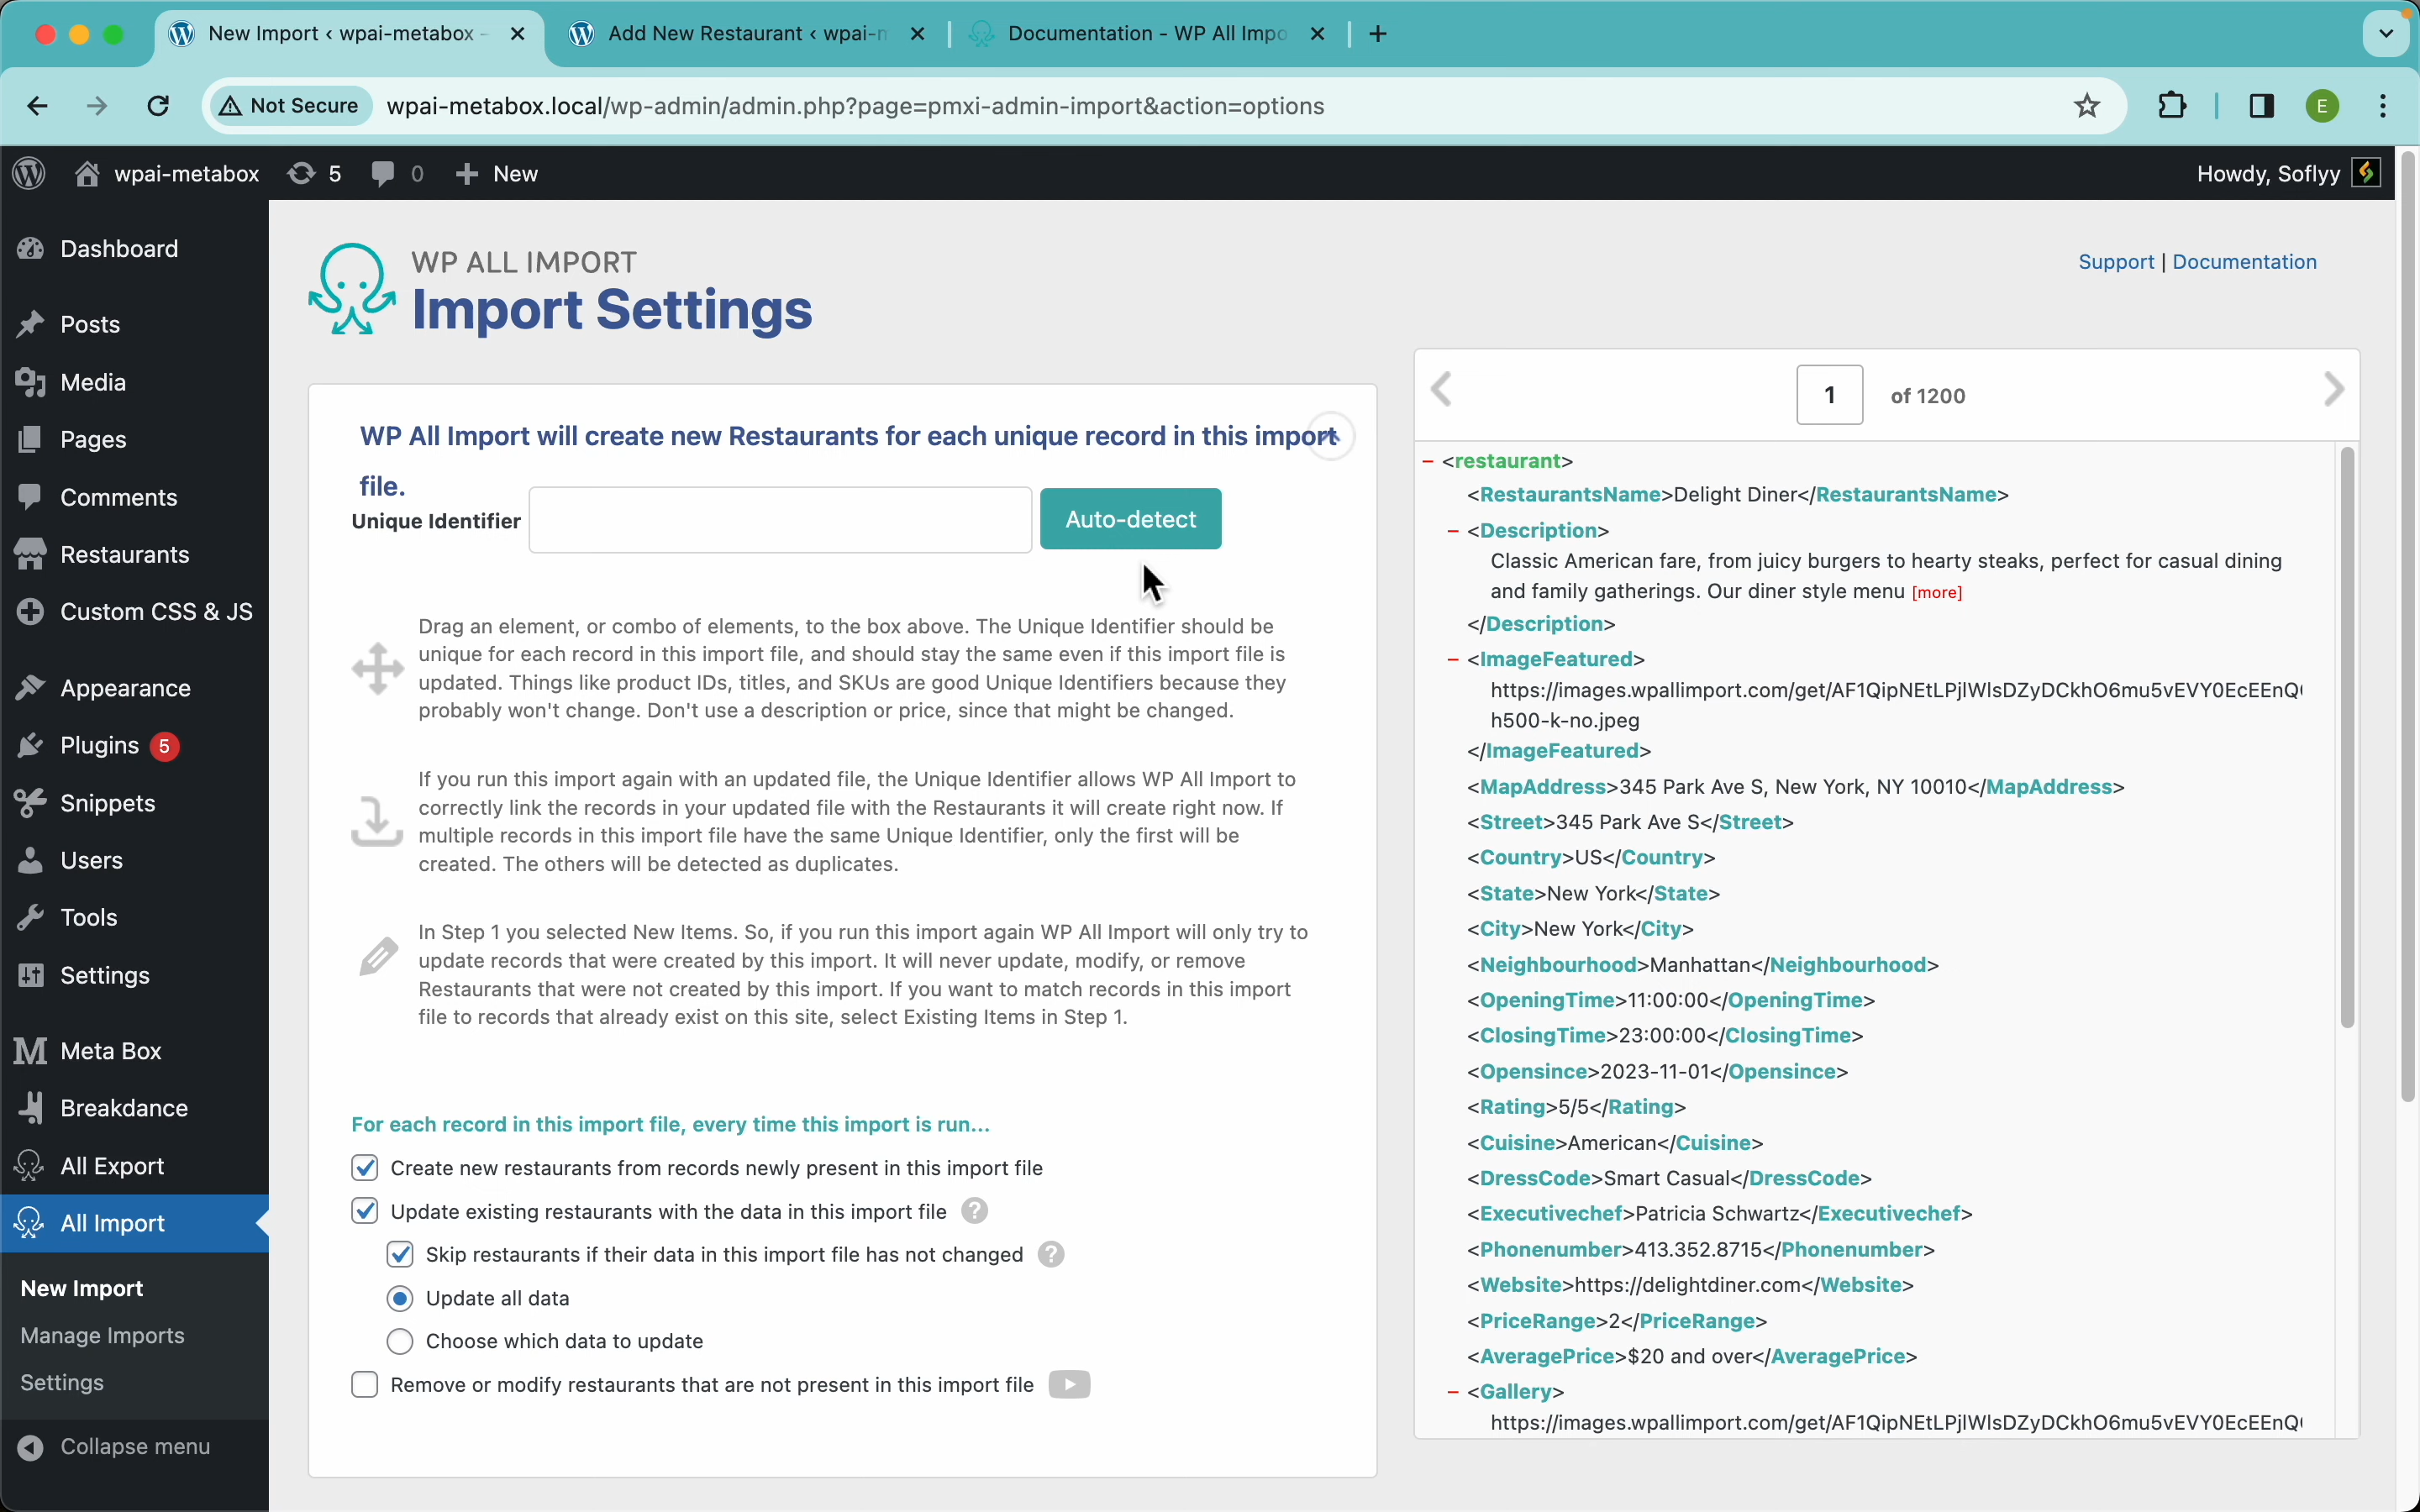 New Import ‹ wpai-metabox -
Add New Restaurant ‹ wpai-m
Documentation - WP All Impo
Not Secure
wpai-metabox.local/wp-admin/admin.php?page=pmxi-admin-import&action=options
E
wpai-metabox
5
0
New
Howdy, Soflyy
Dashboard
Posts
Media
Pages
Comments
Restaurants
Custom CSS & JS
Appearance
Plugins 5
Snippets
Users
Tools
Settings
Meta Box
Breakdance
All Export
All Import
New Import
Manage Imports
Settings
Collapse menu
WP ALL IMPORT
Import Settings
Support | Documentation
WP All Import will create new Restaurants for each unique record in this import
file.
Unique Identifier
Auto-detect
Drag an element, or combo of elements, to the box above. The Unique Identifier should be
unique for each record in this import file, and should stay the same even if this import file is
updated. Things like product IDs, titles, and SKUs are good Unique Identifiers because they
probably won't change. Don't use a description or price, since that might be changed.
If you run this import again with an updated file, the Unique Identifier allows WP All Import to
correctly link the records in your updated file with the Restaurants it will create right now. If
multiple records in this import file have the same Unique Identifier, only the first will be
created. The others will be detected as duplicates.
In Step 1 you selected New Items. So, if you run this import again WP All Import will only try to
update records that were created by this import. It will never update, modify, or remove
Restaurants that were not created by this import. If you want to match records in this import
file to records that already exist on this site, select Existing Items in Step 1.
For each record in this import file, every time this import is run...
Create new restaurants from records newly present in this import file
Update existing restaurants with the data in this import file ?
Skip restaurants if their data in this import file has not changed ?
Update all data
Choose which data to update
Remove or modify restaurants that are not present in this import file
1 of 1200
− <restaurant>
<RestaurantsName>Delight Diner</RestaurantsName>
− <Description>
Classic American fare, from juicy burgers to hearty steaks, perfect for casual dining
and family gatherings. Our diner style menu [more]
</Description>
− <ImageFeatured>
https://images.wpallimport.com/get/AF1QipNEtLPjIWIsDZyDCkhO6mu5vEVY0EcEEnQ
h500-k-no.jpeg
</ImageFeatured>
<MapAddress>345 Park Ave S, New York, NY 10010</MapAddress>
<Street>345 Park Ave S</Street>
<Country>US</Country>
<State>New York</State>
<City>New York</City>
<Neighbourhood>Manhattan</Neighbourhood>
<OpeningTime>11:00:00</OpeningTime>
<ClosingTime>23:00:00</ClosingTime>
<Opensince>2023-11-01</Opensince>
<Rating>5/5</Rating>
<Cuisine>American</Cuisine>
<DressCode>Smart Casual</DressCode>
<Executivechef>Patricia Schwartz</Executivechef>
<Phonenumber>413.352.8715</Phonenumber>
<Website>https://delightdiner.com</Website>
<PriceRange>2</PriceRange>
<AveragePrice>$20 and over</AveragePrice>
− <Gallery>
https://images.wpallimport.com/get/AF1QipNEtLPjIWIsDZyDCkhO6mu5vEVY0EcEEnQ